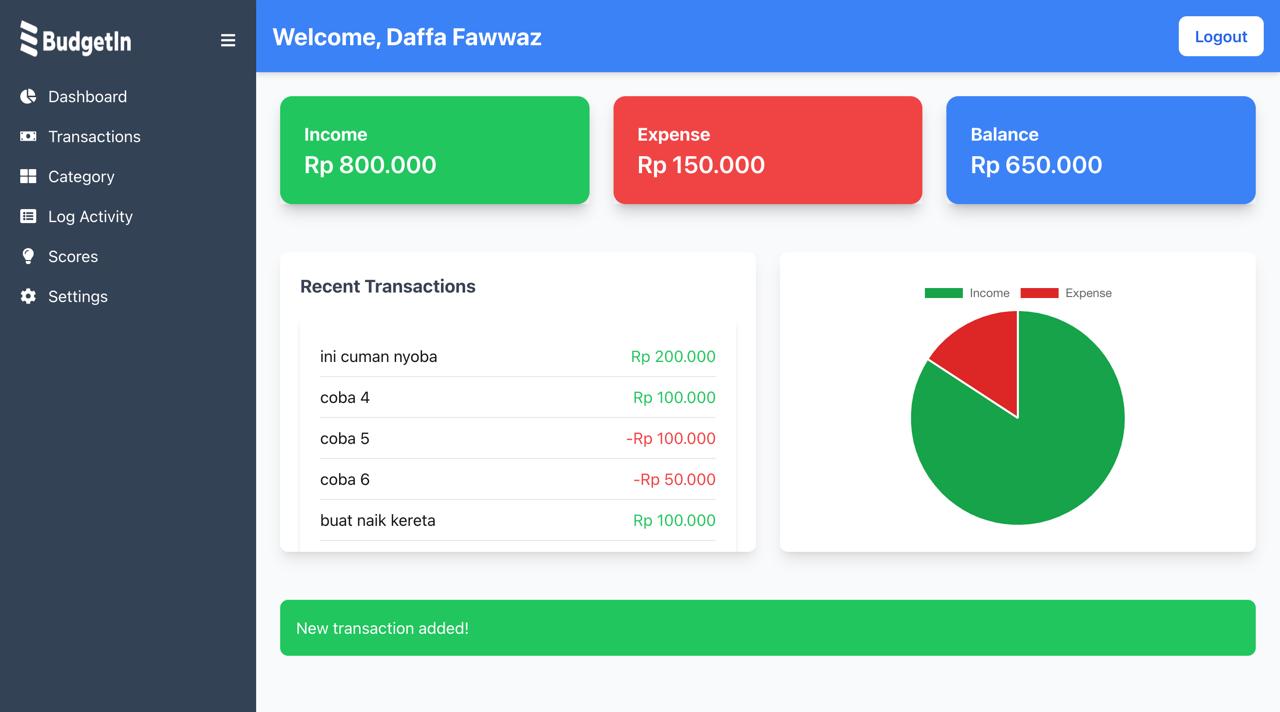 BudgetIn
Dashboard
Transactions
Category
Log Activity
Scores
Settings
Welcome, Daffa Fawwaz
Logout
Income
Rp 800.000
Expense
Rp 150.000
Balance
Rp 650.000
Recent Transactions
ini cuman nyoba Rp 200.000
coba 4 Rp 100.000
coba 5 -Rp 100.000
coba 6 -Rp 50.000
buat naik kereta Rp 100.000
Income Expense
New transaction added!